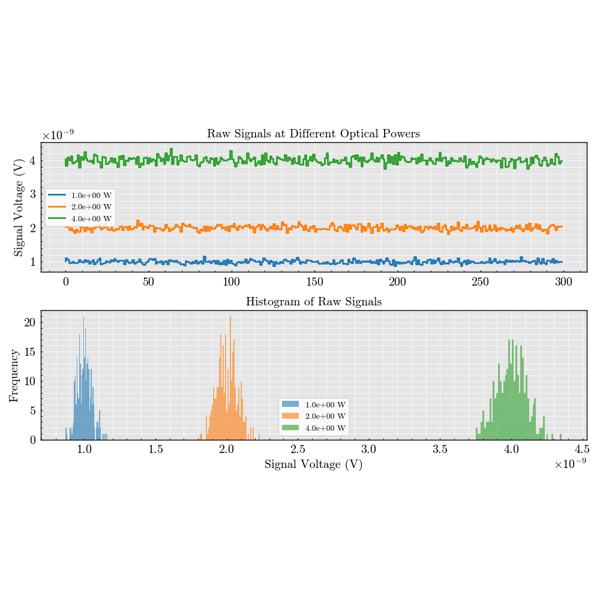 Raw Signals at Different Optical Powers
×10⁻⁹
Signal Voltage (V)
4
3
2
1
1.0e+00 W
2.0e+00 W
4.0e+00 W
0 50 100 150 200 250 300
Histogram of Raw Signals
Frequency
20
15
10
5
0
1.0e+00 W
2.0e+00 W
4.0e+00 W
1.0 1.5 2.0 2.5 3.0 3.5 4.0 4.5
Signal Voltage (V)
×10⁻⁹